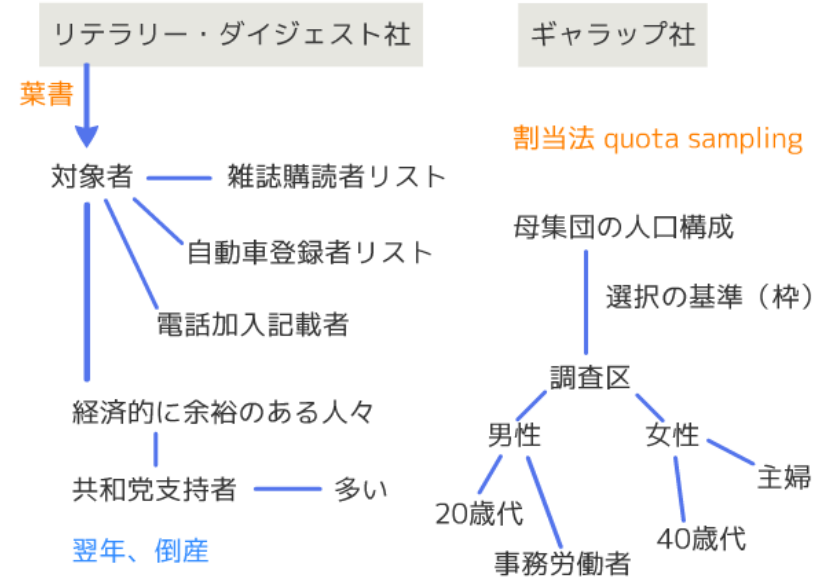 リテラリー・ダイジェスト社
葉書
対象者
雑誌購読者リスト
自動車登録者リスト
電話加入記載者
経済的に余裕のある人々
共和党支持者
多い
翌年、倒産
ギャラップ社
割当法 quota sampling
母集団の人口構成
選択の基準（枠）
調査区
男性
女性
主婦
20歳代
40歳代
事務労働者